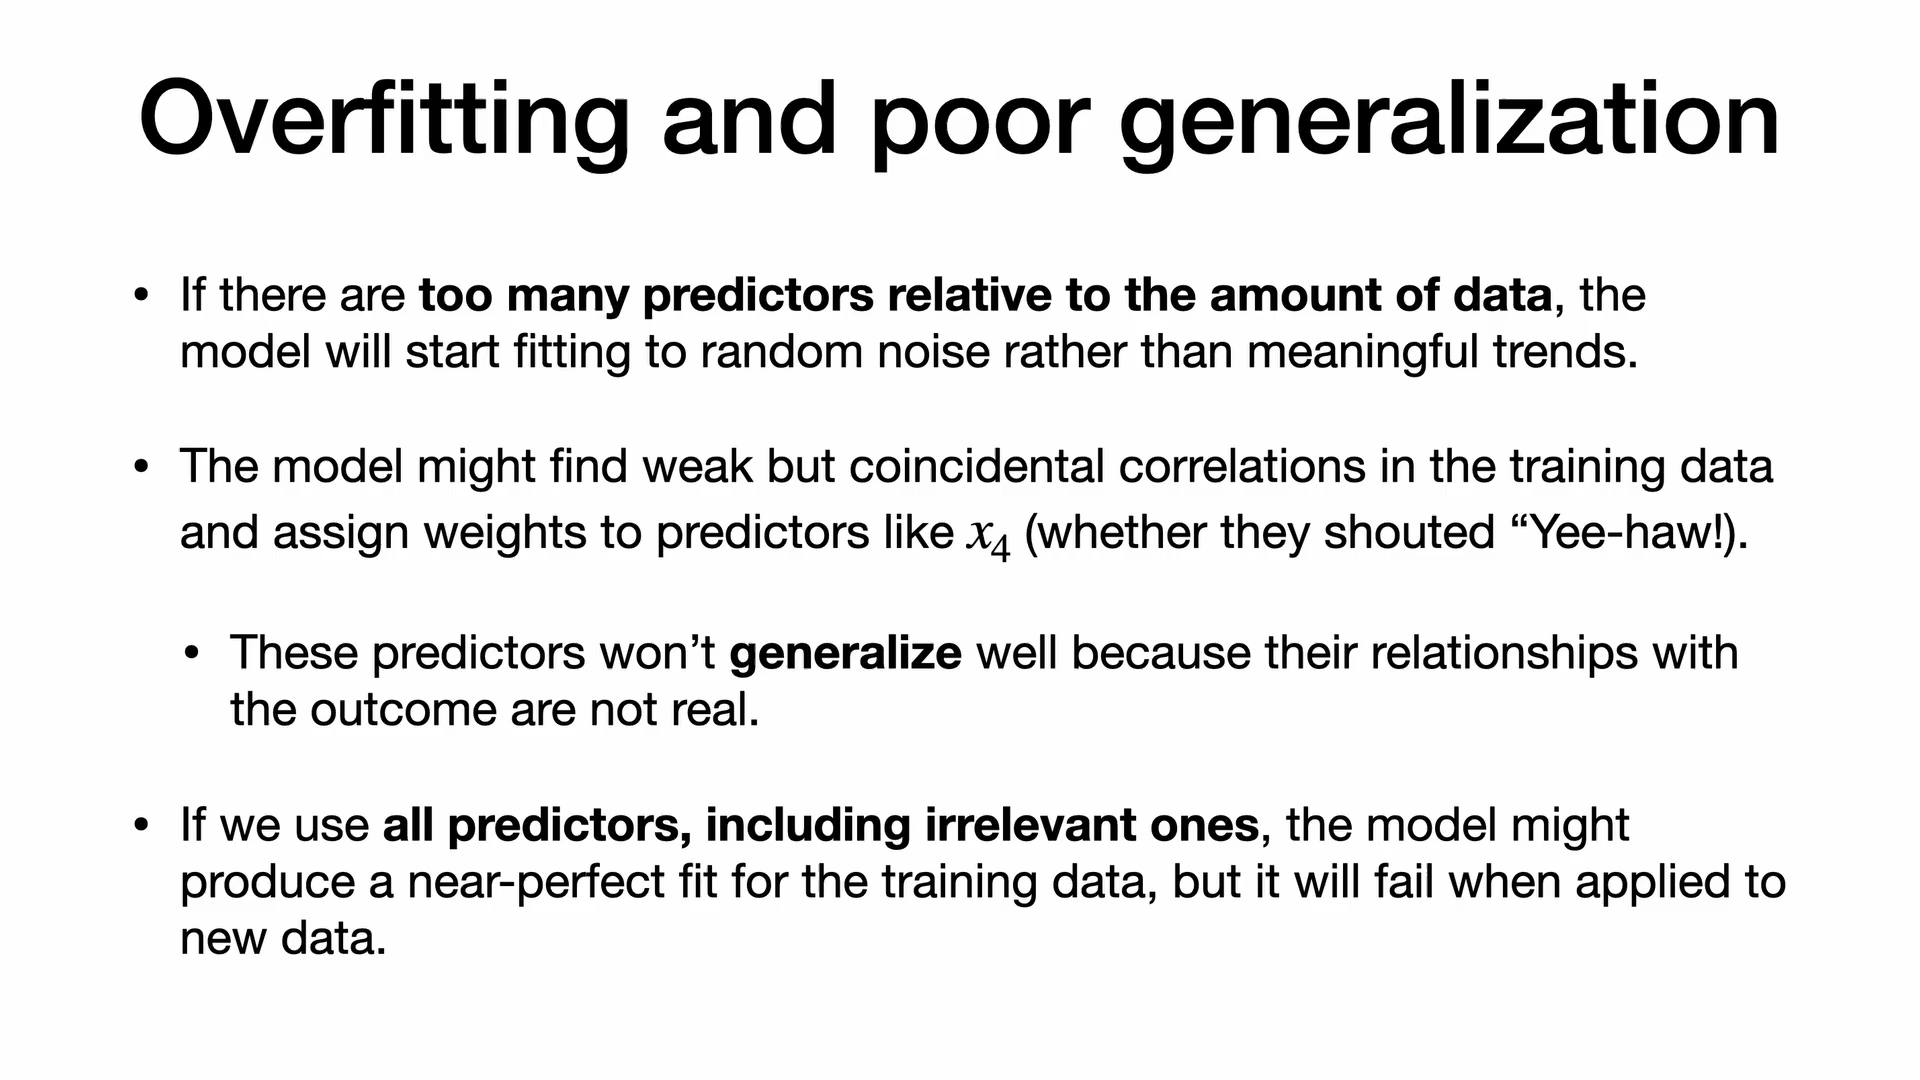 Overfitting and poor generalization
• If there are too many predictors relative to the amount of data, the
model will start fitting to random noise rather than meaningful trends.
• The model might find weak but coincidental correlations in the training data
and assign weights to predictors like x₄ (whether they shouted “Yee-haw!).
• These predictors won’t generalize well because their relationships with
the outcome are not real.
• If we use all predictors, including irrelevant ones, the model might
produce a near-perfect fit for the training data, but it will fail when applied to
new data.